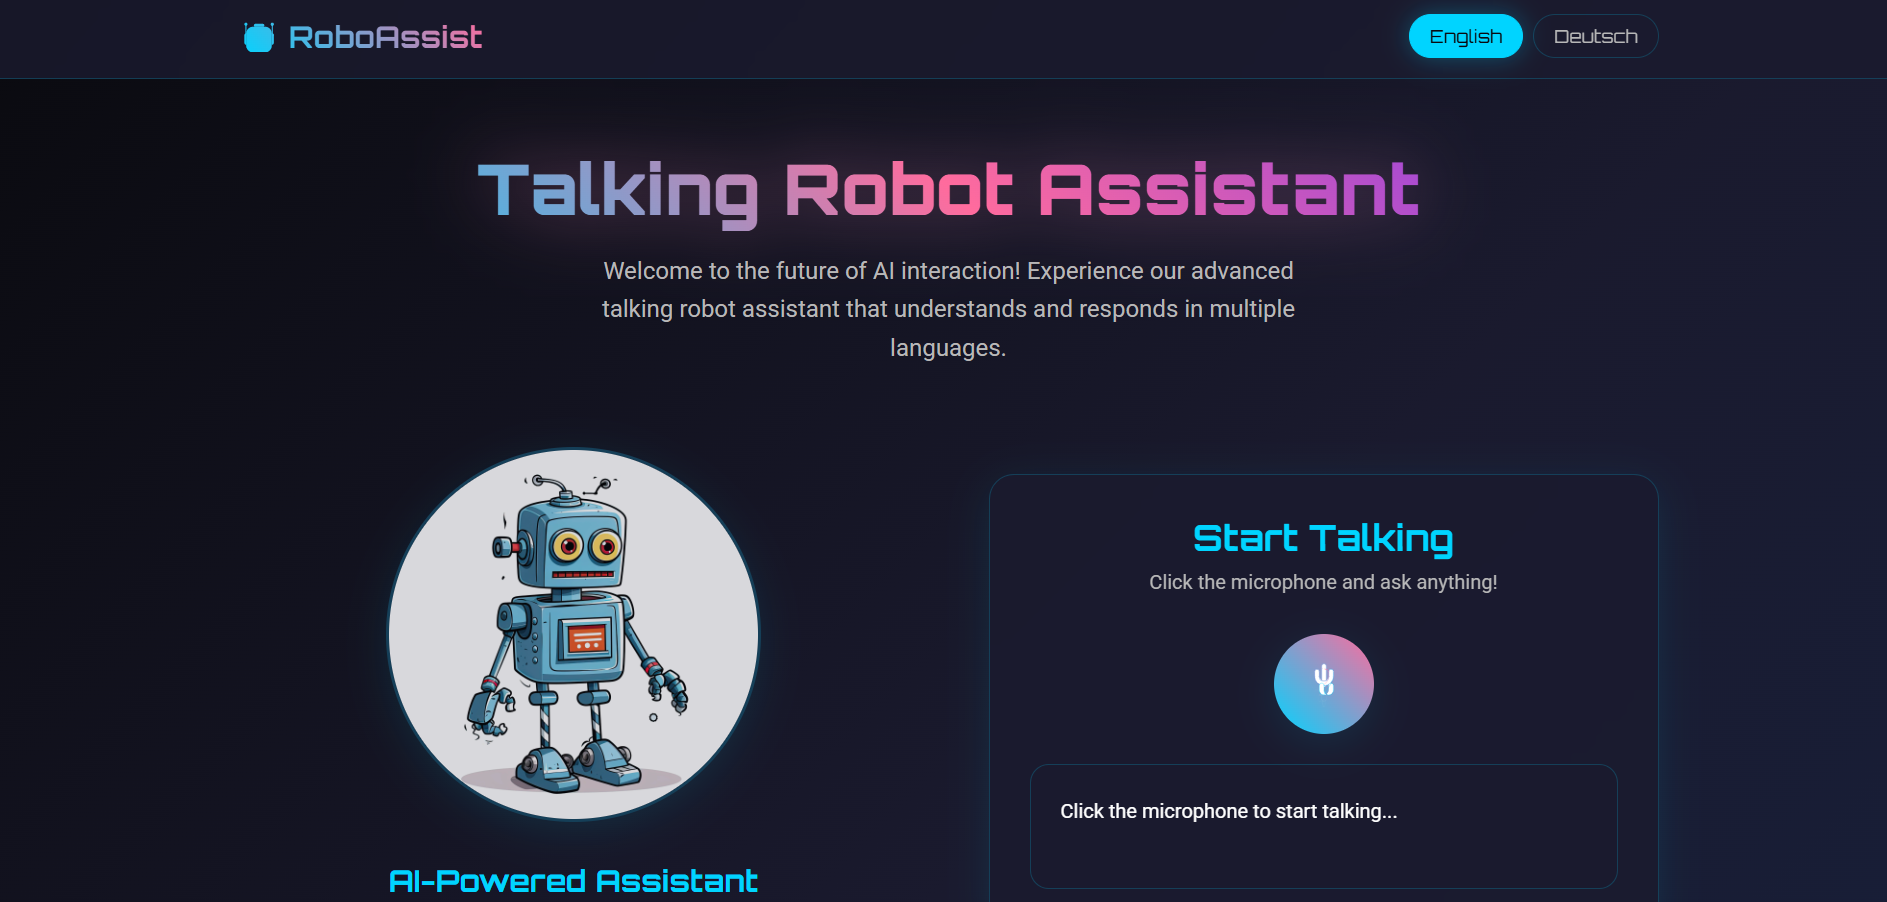 RoboAssist
English
Deutsch
Talking Robot Assistant
Welcome to the future of AI interaction! Experience our advanced
talking robot assistant that understands and responds in multiple
languages.
Start Talking
Click the microphone and ask anything!
Click the microphone to start talking...
AI-Powered Assistant